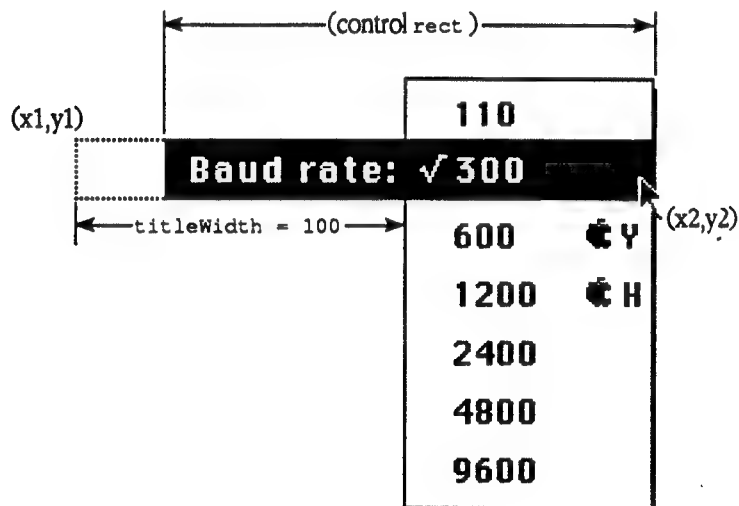 (control rect)
110
(x1,y1)
Baud rate: √ 300
titleWidth = 100
(x2,y2)
600 Y
1200 H
2400
4800
9600